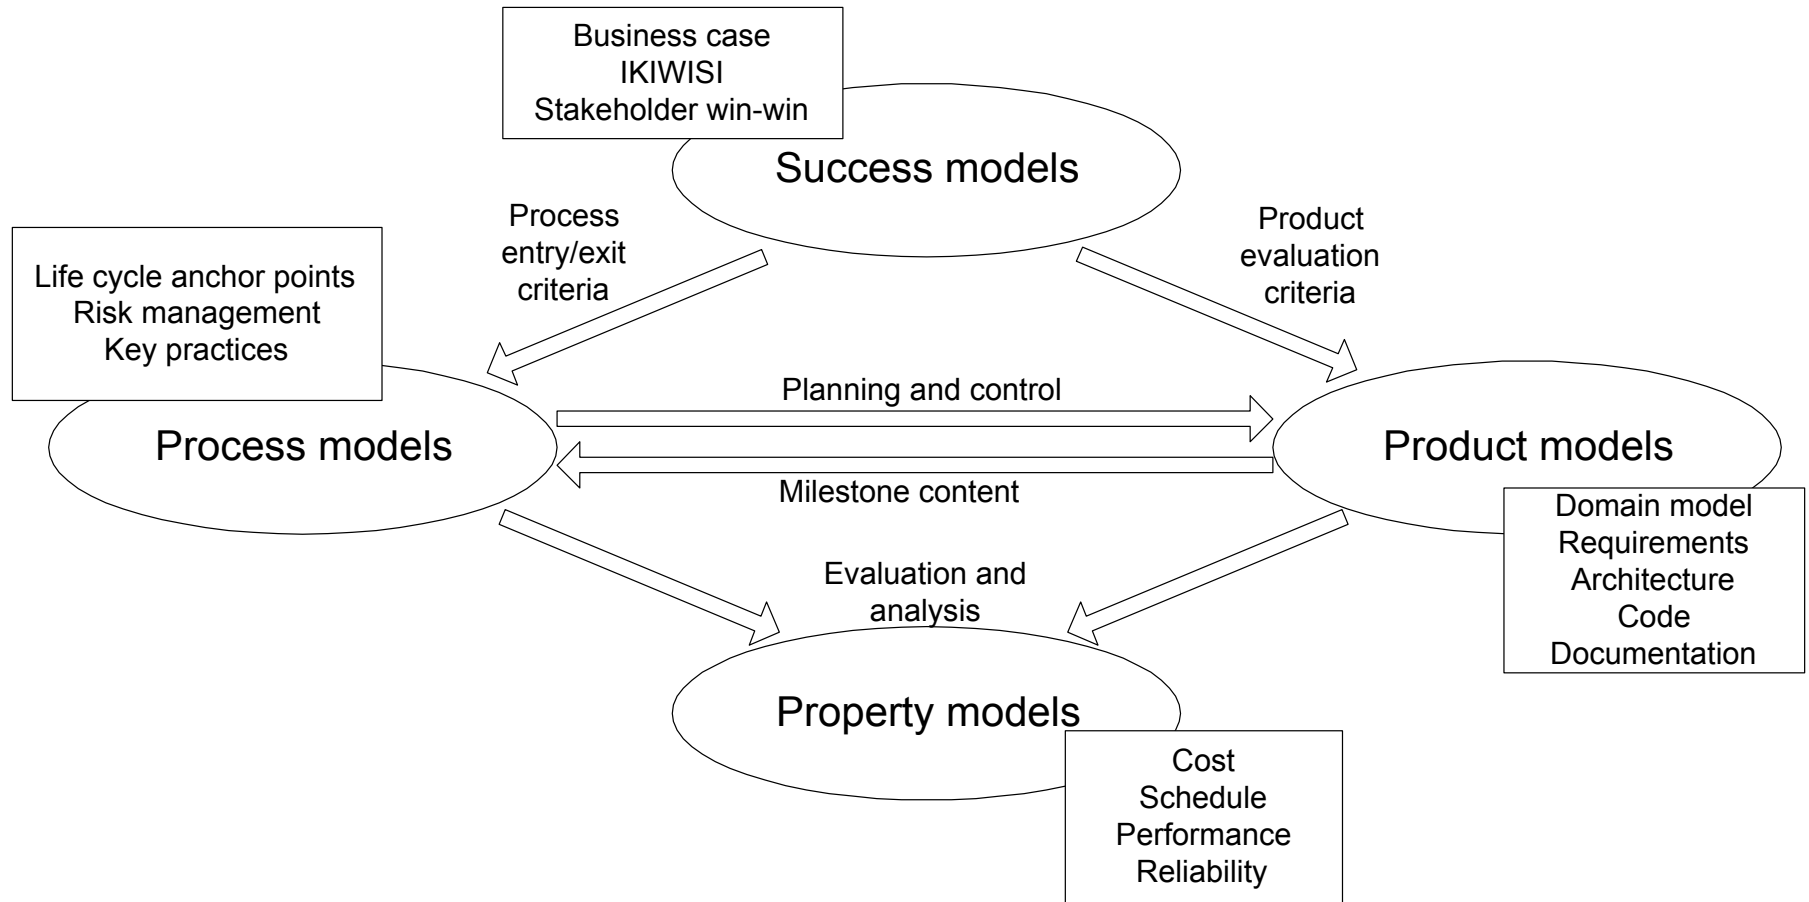 Business case
IKIWISI
Stakeholder win-win
Success models
Process
entry/exit
criteria
Product
evaluation
criteria
Life cycle anchor points
Risk management
Key practices
Planning and control
Process models
Product models
Milestone content
Domain model
Requirements
Architecture
Code
Documentation
Evaluation and
analysis
Property models
Cost
Schedule
Performance
Reliability